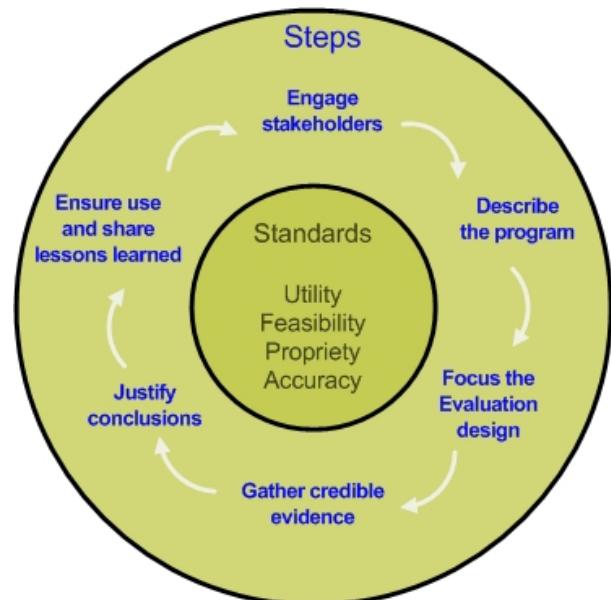 Steps
Engage
stakeholders
Describe
the program
Focus the
Evaluation
design
Gather credible
evidence
Justify
conclusions
Ensure use
and share
lessons learned
Standards
Utility
Feasibility
Propriety
Accuracy